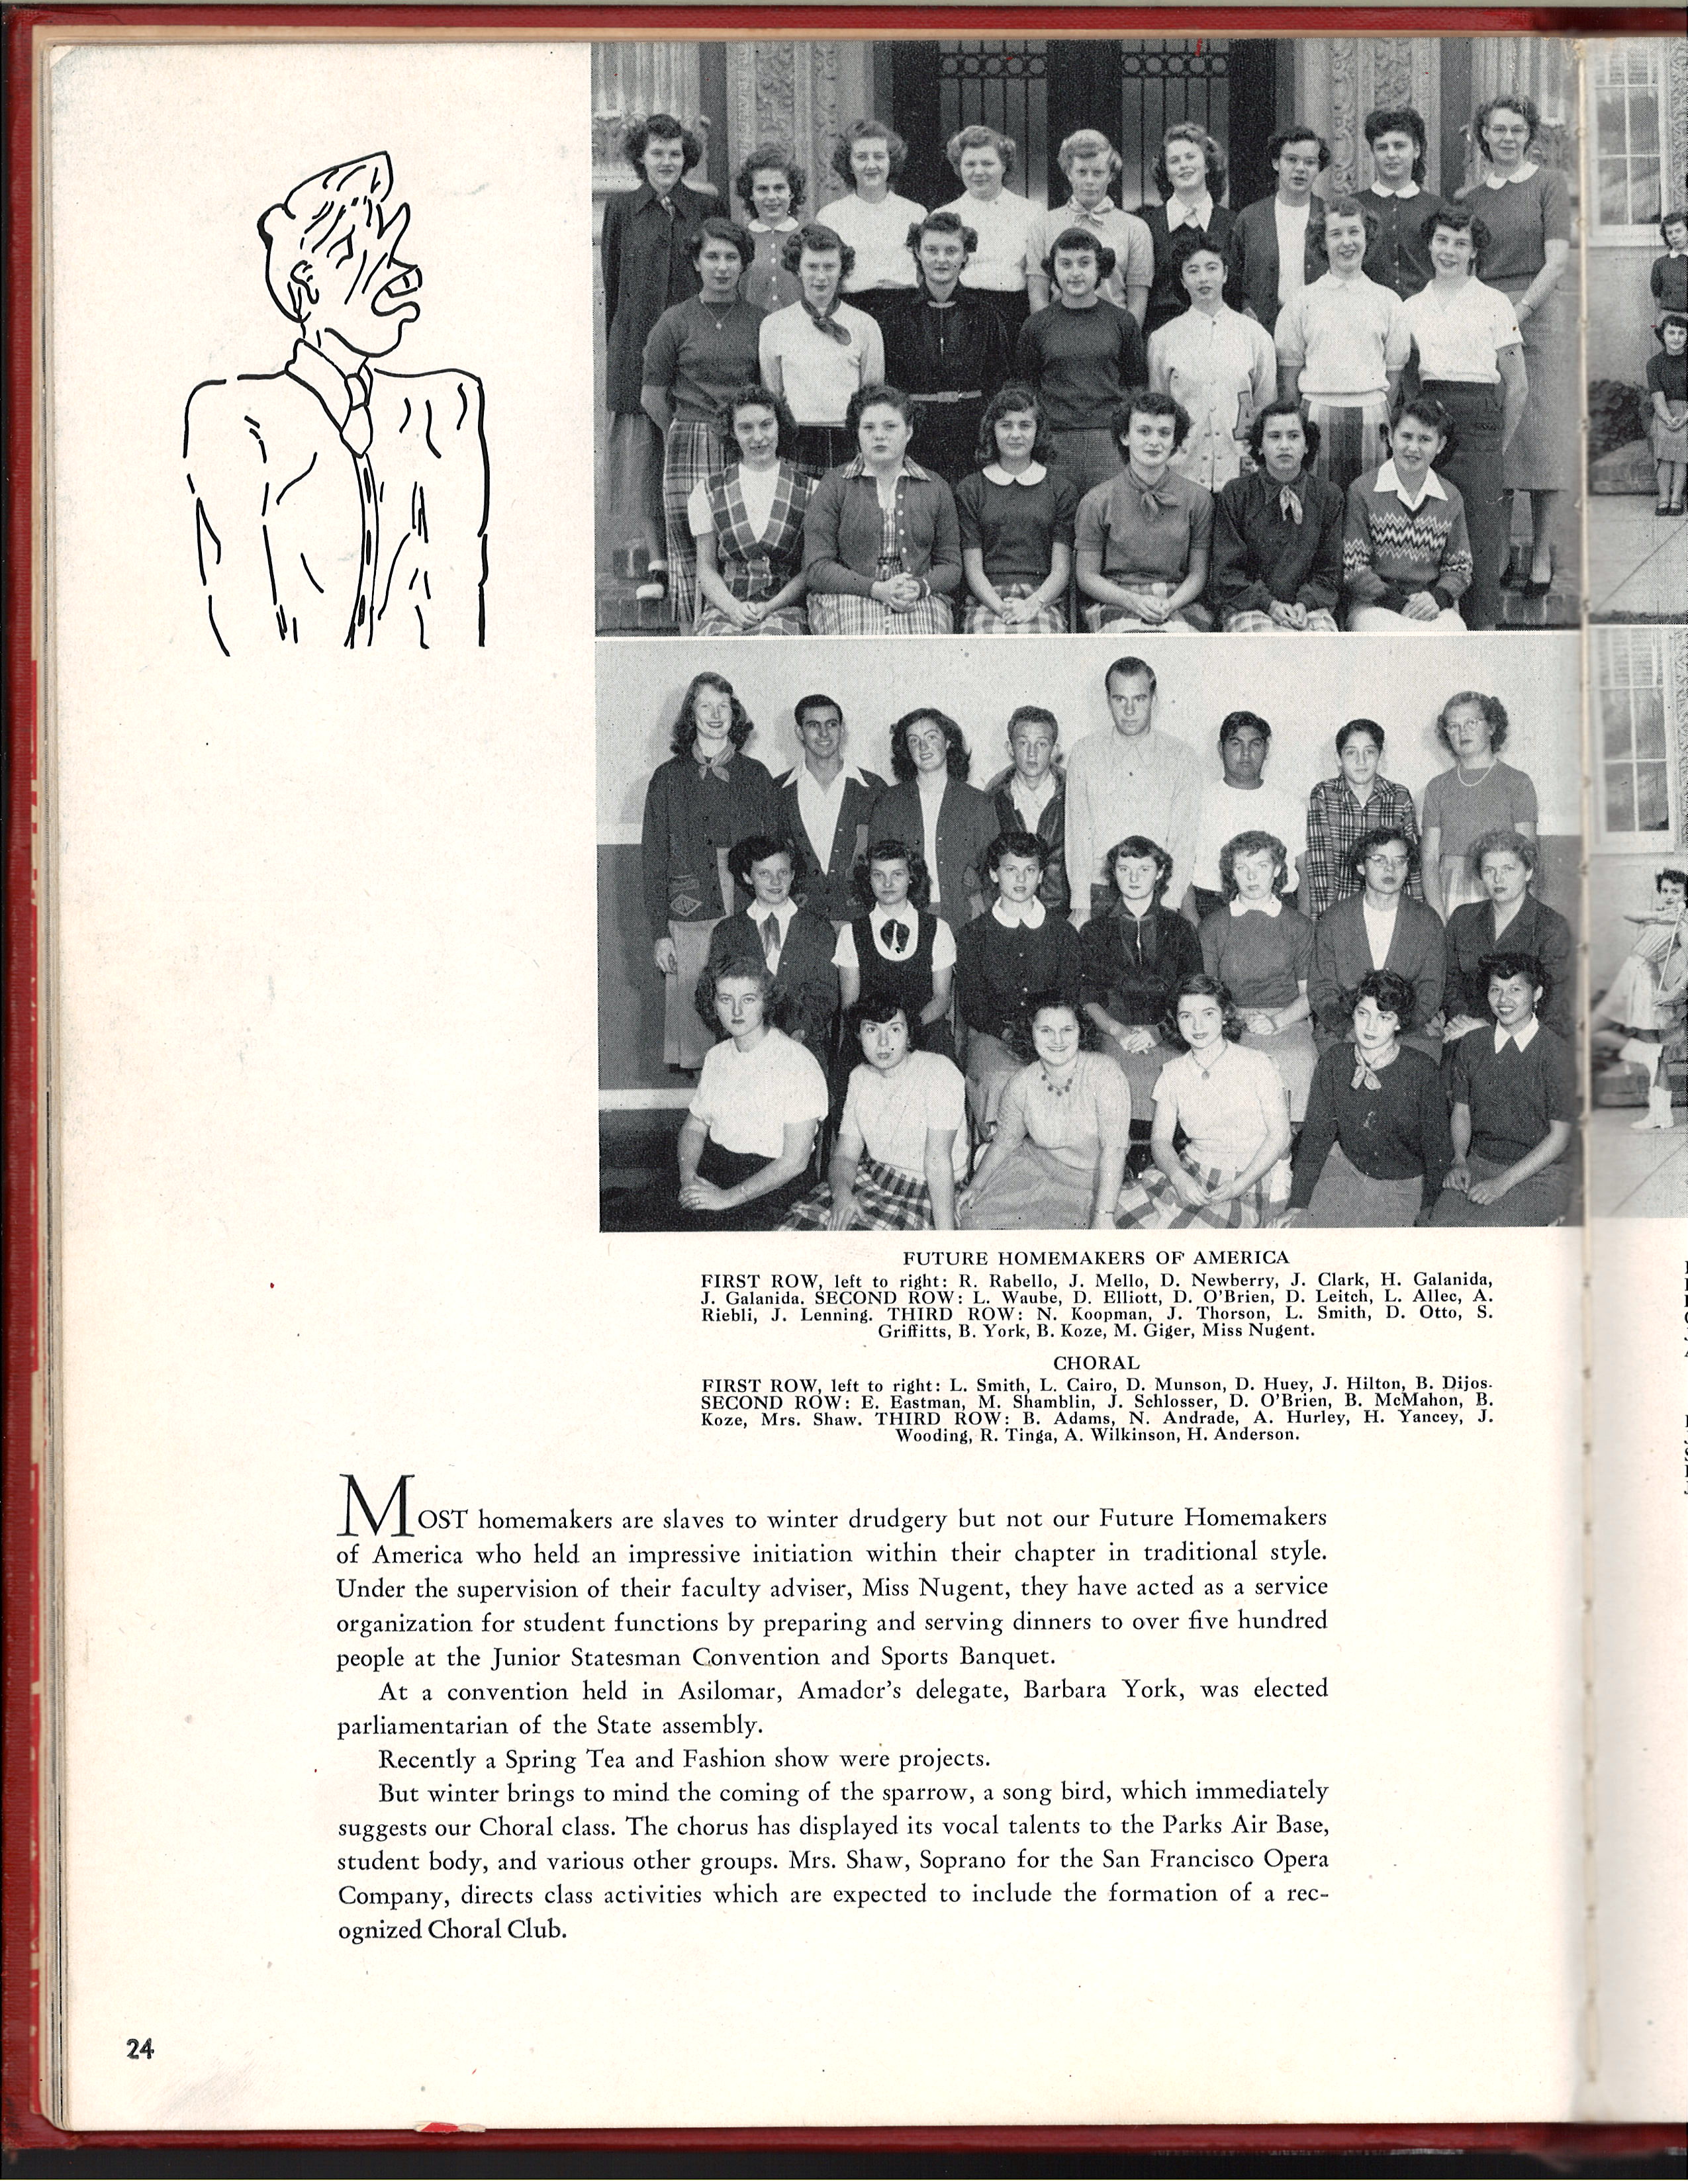 FUTURE HOMEMAKERS OF AMERICA
FIRST ROW, left to right: R. Rabello, J. Mello, D. Newberry, J. Clark, H. Galanida,
J. Galanida. SECOND ROW: L. Waube, D. Elliott, D. O'Brien, D. Leitch, L. Allec, A.
Riebli, J. Lenning. THIRD ROW: N. Koopman, J. Thorson, L. Smith, D. Otto, S.
Griffitts, B. York, B. Koze, M. Giger, Miss Nugent.
CHORAL
FIRST ROW, left to right: L. Smith, L. Cairo, D. Munson, D. Huey, J. Hilton, B. Dijos.
SECOND ROW: E. Eastman, M. Shamblin, J. Schlosser, D. O'Brien, B. McMahon, B.
Koze, Mrs. Shaw. THIRD ROW: B. Adams, N. Andrade, A. Hurley, H. Yancey, J.
Wooding, R. Tinga, A. Wilkinson, H. Anderson.
MOST homemakers are slaves to winter drudgery but not our Future Homemakers
of America who held an impressive initiation within their chapter in traditional style.
Under the supervision of their faculty adviser, Miss Nugent, they have acted as a service
organization for student functions by preparing and serving dinners to over five hundred
people at the Junior Statesman Convention and Sports Banquet.
At a convention held in Asilomar, Amador's delegate, Barbara York, was elected
parliamentarian of the State assembly.
Recently a Spring Tea and Fashion show were projects.
But winter brings to mind the coming of the sparrow, a song bird, which immediately
suggests our Choral class. The chorus has displayed its vocal talents to the Parks Air Base,
student body, and various other groups. Mrs. Shaw, Soprano for the San Francisco Opera
Company, directs class activities which are expected to include the formation of a rec-
ognized Choral Club.
24